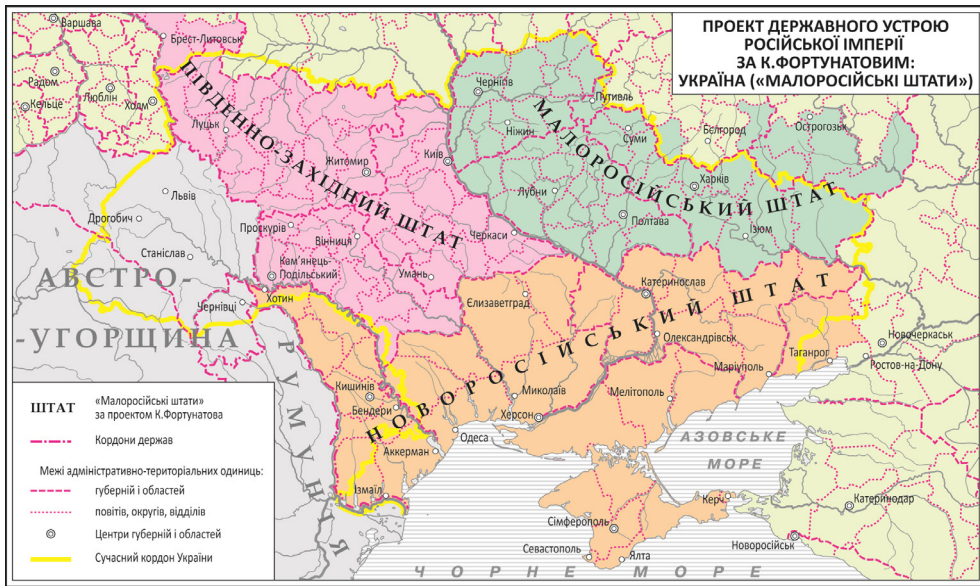 ПРОЕКТ ДЕРЖАВНОГО УСТРОЮ
РОСІЙСЬКОЇ ІМПЕРІЇ
ЗА К.ФОРТУНАТОВИМ:
УКРАЇНА («МАЛОРОСІЙСЬКІ ШТАТИ»)
Варшава
Брест-Литовськ
Радом
Люблін
Холм
Кельце
ПІВДЕННО-ЗАХІДНИЙ ШТАТ
Луцьк
Житомир
Київ
Проскурів
Вінниця
Черкаси
Кам'янець-
Подільський
Умань
МАЛОРОСІЙСЬКИЙ ШТАТ
Чернігів
Путивль
Ніжин
Суми
Бєлгород
Острогозьк
Харків
Лубни
Полтава
Ізюм
Львів
Дрогобич
Станіслав
Чернівці
Хотин
АВСТРО-
-УГОРЩИНА
РУМУНІЯ
НОВОРОСІЙСЬКИЙ ШТАТ
Єлизаветград
Катеринослав
Олександрівськ
Новочеркаськ
Таганрог
Ростов-на-Дону
Маріуполь
Мелітополь
Миколаїв
Херсон
Кишинів
Бендери
Одеса
Аккерман
Ізмаїл
АЗОВСЬКЕ
МОРЕ
Керч
Катеринодар
Сімферополь
Новоросійськ
Севастополь
Ялта
ЧОРНЕ МОРЕ
ШТАТ
«Малоросійські штати»
за проектом К.Фортунатова
Кордони держав
Межі адміністративно-територіальних одиниць:
губерній і областей
повітів, округів, відділів
Центри губерній і областей
Сучасний кордон України